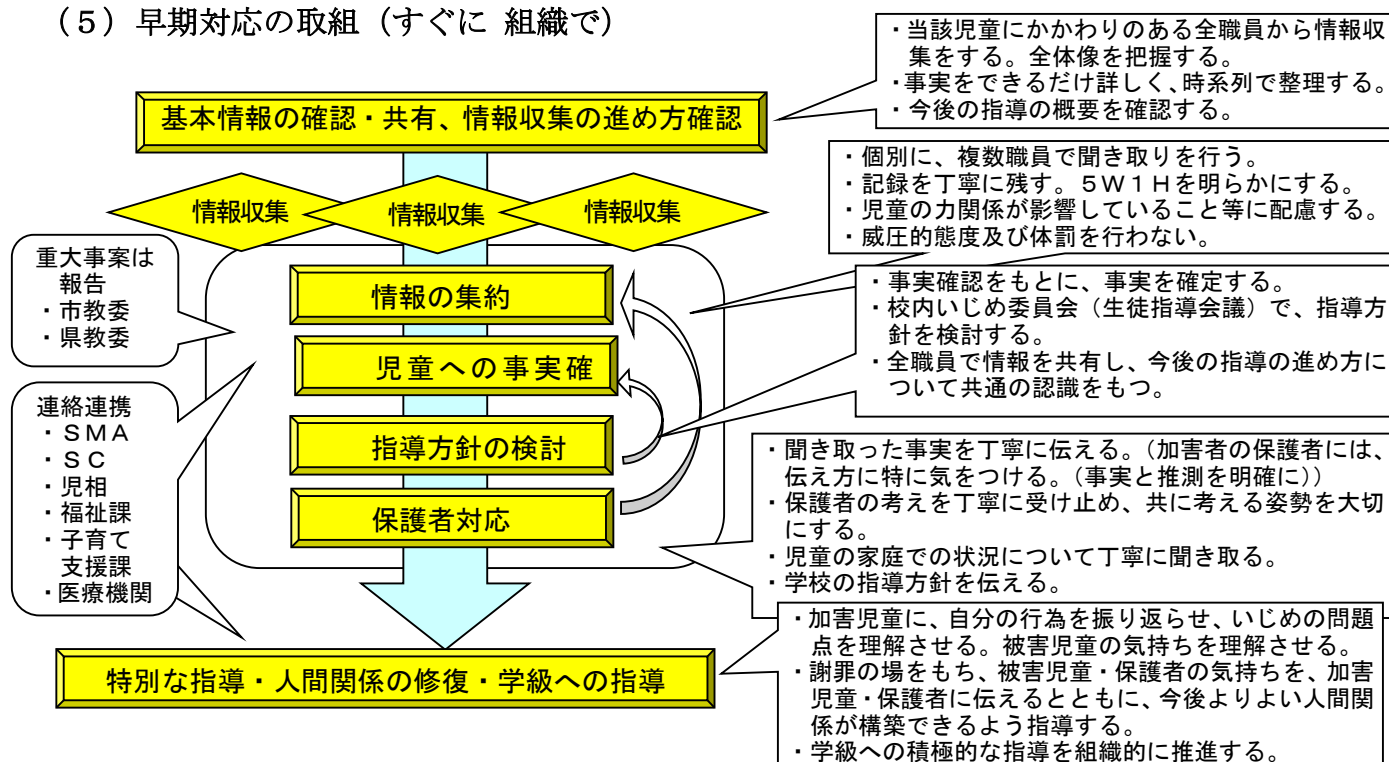 （５）早期対応の取組（すぐに 組織で）
基本情報の確認・共有、情報収集の進め方確認
・当該児童にかかわりのある全職員から情報収
集をする。全体像を把握する。
・事実をできるだけ詳しく、時系列で整理する。
・今後の指導の概要を確認する。
情報収集
情報収集
情報収集
・個別に、複数職員で聞き取りを行う。
・記録を丁寧に残す。５Ｗ１Ｈを明らかにする。
・児童の力関係が影響していること等に配慮する。
・威圧的態度及び体罰を行わない。
重大事案は
報告
・市教委
・県教委
情報の集約
児童への事実確
指導方針の検討
保護者対応
・事実確認をもとに、事実を確定する。
・校内いじめ委員会（生徒指導会議）で、指導方
針を検討する。
・全職員で情報を共有し、今後の指導の進め方に
ついて共通の認識をもつ。
連絡連携
・ＳＭＡ
・ＳＣ
・児相
・福祉課
・子育て
支援課
・医療機関
・聞き取った事実を丁寧に伝える。（加害者の保護者には、
伝え方に特に気をつける。（事実と推測を明確に））
・保護者の考えを丁寧に受け止め、共に考える姿勢を大切
にする。
・児童の家庭での状況について丁寧に聞き取る。
・学校の指導方針を伝える。
特別な指導・人間関係の修復・学級への指導
・加害児童に、自分の行為を振り返らせ、いじめの問題
点を理解させる。被害児童の気持ちを理解させる。
・謝罪の場をもち、被害児童・保護者の気持ちを、加害
児童・保護者に伝えるとともに、今後よりよい人間関
係が構築できるよう指導する。
・学級への積極的な指導を組織的に推進する。